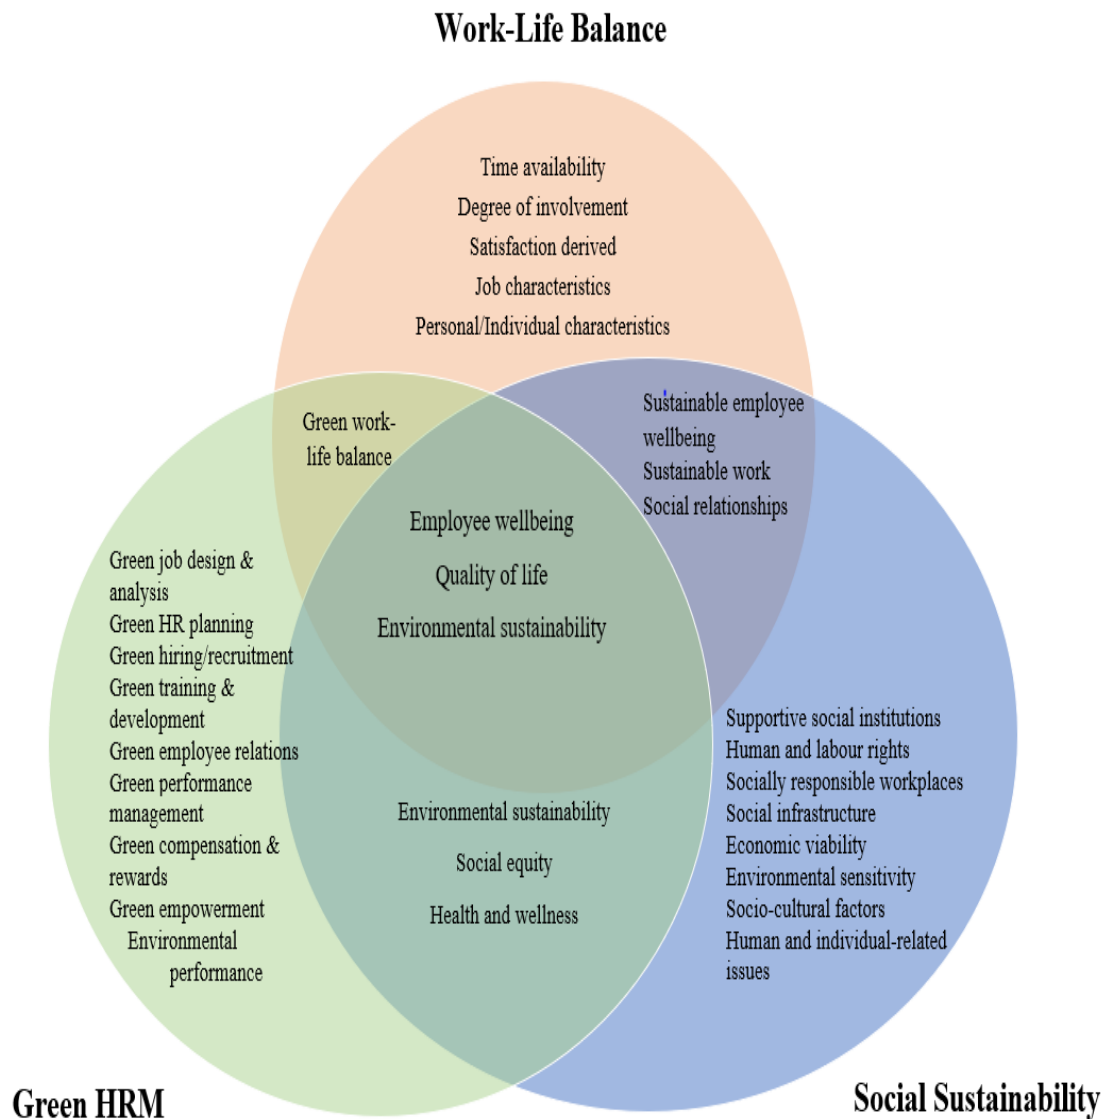 Work-Life Balance
Time availability
Degree of involvement
Satisfaction derived
Job characteristics
Personal/Individual characteristics
Green work-
life balance
Sustainable employee
wellbeing
Sustainable work
Social relationships
Employee wellbeing
Quality of life
Environmental sustainability
Green job design &
analysis
Green HR planning
Green hiring/recruitment
Green training &
development
Green employee relations
Green performance
management
Green compensation &
rewards
Green empowerment
Environmental
performance
Environmental sustainability
Social equity
Health and wellness
Supportive social institutions
Human and labour rights
Socially responsible workplaces
Social infrastructure
Economic viability
Environmental sensitivity
Socio-cultural factors
Human and individual-related
issues
Green HRM
Social Sustainability